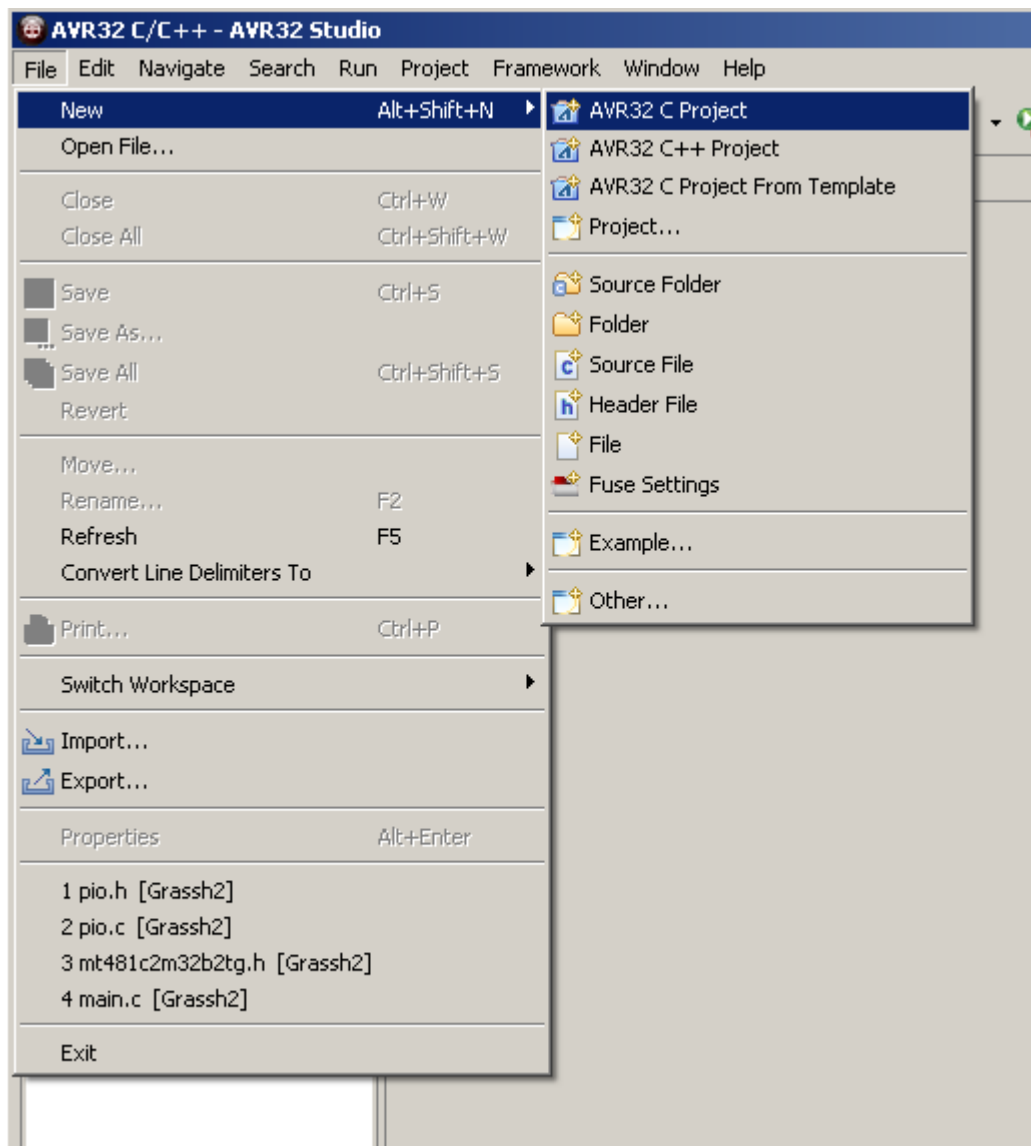 AVR32 C/C++ - AVR32 Studio
File Edit Navigate Search Run Project Framework Window Help
New Alt+Shift+N
Open File...
Close Ctrl+W
Close All Ctrl+Shift+W
Save Ctrl+S
Save As...
Save All Ctrl+Shift+S
Revert
Move...
Rename... F2
Refresh F5
Convert Line Delimiters To
Print... Ctrl+P
Switch Workspace
Import...
Export...
Properties Alt+Enter
1 pio.h [Grassh2]
2 pio.c [Grassh2]
3 mt481c2m32b2tg.h [Grassh2]
4 main.c [Grassh2]
Exit
AVR32 C Project
AVR32 C++ Project
AVR32 C Project From Template
Project...
Source Folder
Folder
Source File
Header File
File
Fuse Settings
Example...
Other...